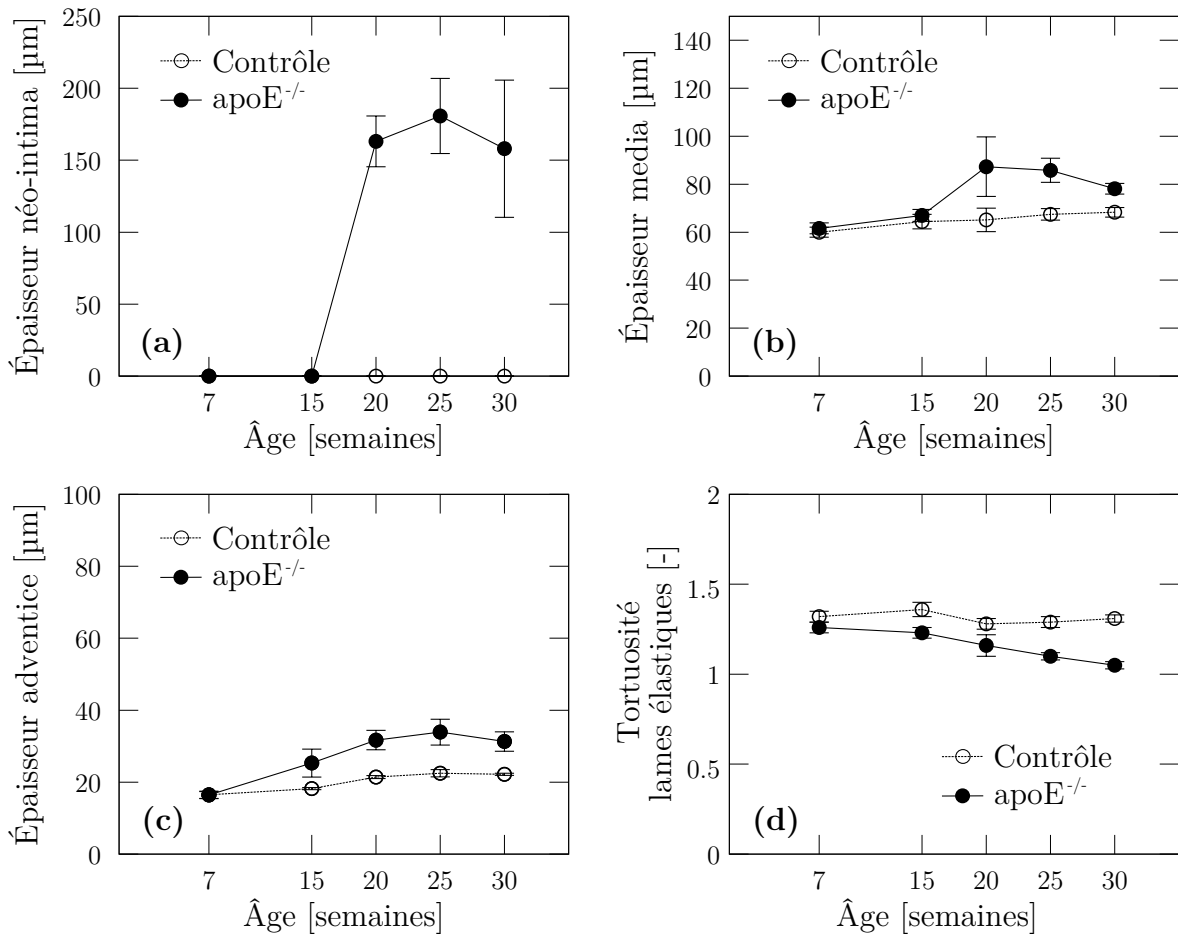 Épaisseur néo-intima [µm]
250
200
150
100
50
0
Contrôle
apoE-/-
(a)
7 15 20 25 30
Âge [semaines]
Épaisseur media [µm]
140
120
100
80
60
40
20
0
Contrôle
apoE-/-
(b)
7 15 20 25 30
Âge [semaines]
Épaisseur adventice [µm]
100
80
60
40
20
0
Contrôle
apoE-/-
(c)
7 15 20 25 30
Âge [semaines]
Tortuosité
lames élastiques [-]
2
1.5
1
0.5
0
Contrôle
apoE-/-
(d)
7 15 20 25 30
Âge [semaines]